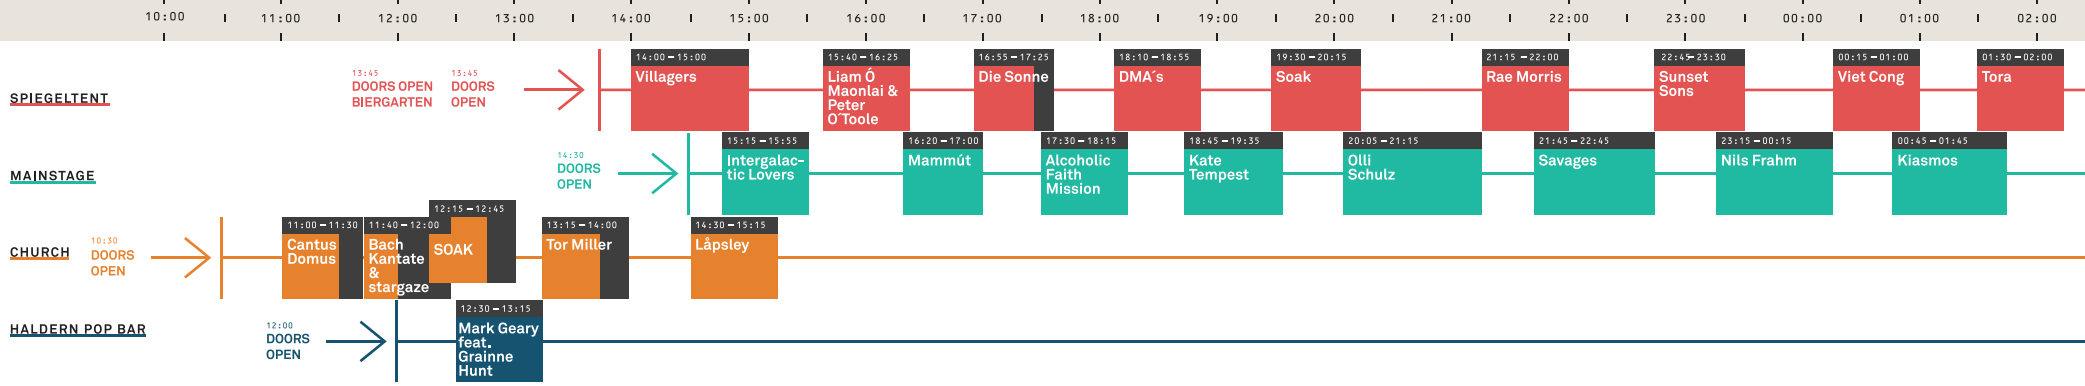 10:00 11:00 12:00 13:00 14:00 15:00 16:00 17:00 18:00 19:00 20:00 21:00 22:00 23:00 00:00 01:00 02:00
SPIEGELTENT
13:45
DOORS OPEN
BIERGARTEN
13:45
DOORS
OPEN
14:00–15:00
Villagers
15:40–16:25
Liam Ó
Maonlai &
Peter
O´Toole
16:55–17:25
Die Sonne
18:10–18:55
DMA´s
19:30–20:15
Soak
21:15–22:00
Rae Morris
22:45–23:30
Sunset
Sons
00:15–01:00
Viet Cong
01:30–02:00
Tora
MAINSTAGE
14:30
DOORS
OPEN
15:15–15:55
Intergalac-
tic Lovers
16:20–17:00
Mammút
17:30–18:15
Alcoholic
Faith
Mission
18:45–19:35
Kate
Tempest
20:05–21:15
Olli
Schulz
21:45–22:45
Savages
23:15–00:15
Nils Frahm
00:45–01:45
Kiasmos
CHURCH
10:30
DOORS
OPEN
11:00–11:30
Cantus
Domus
11:40–12:00
Bach
Kantate
&
stargaze
12:15–12:45
SOAK
13:15–14:00
Tor Miller
14:30–15:15
Låpsley
HALDERN POP BAR
12:00
DOORS
OPEN
12:30–13:15
Mark Geary
feat.
Grainne
Hunt